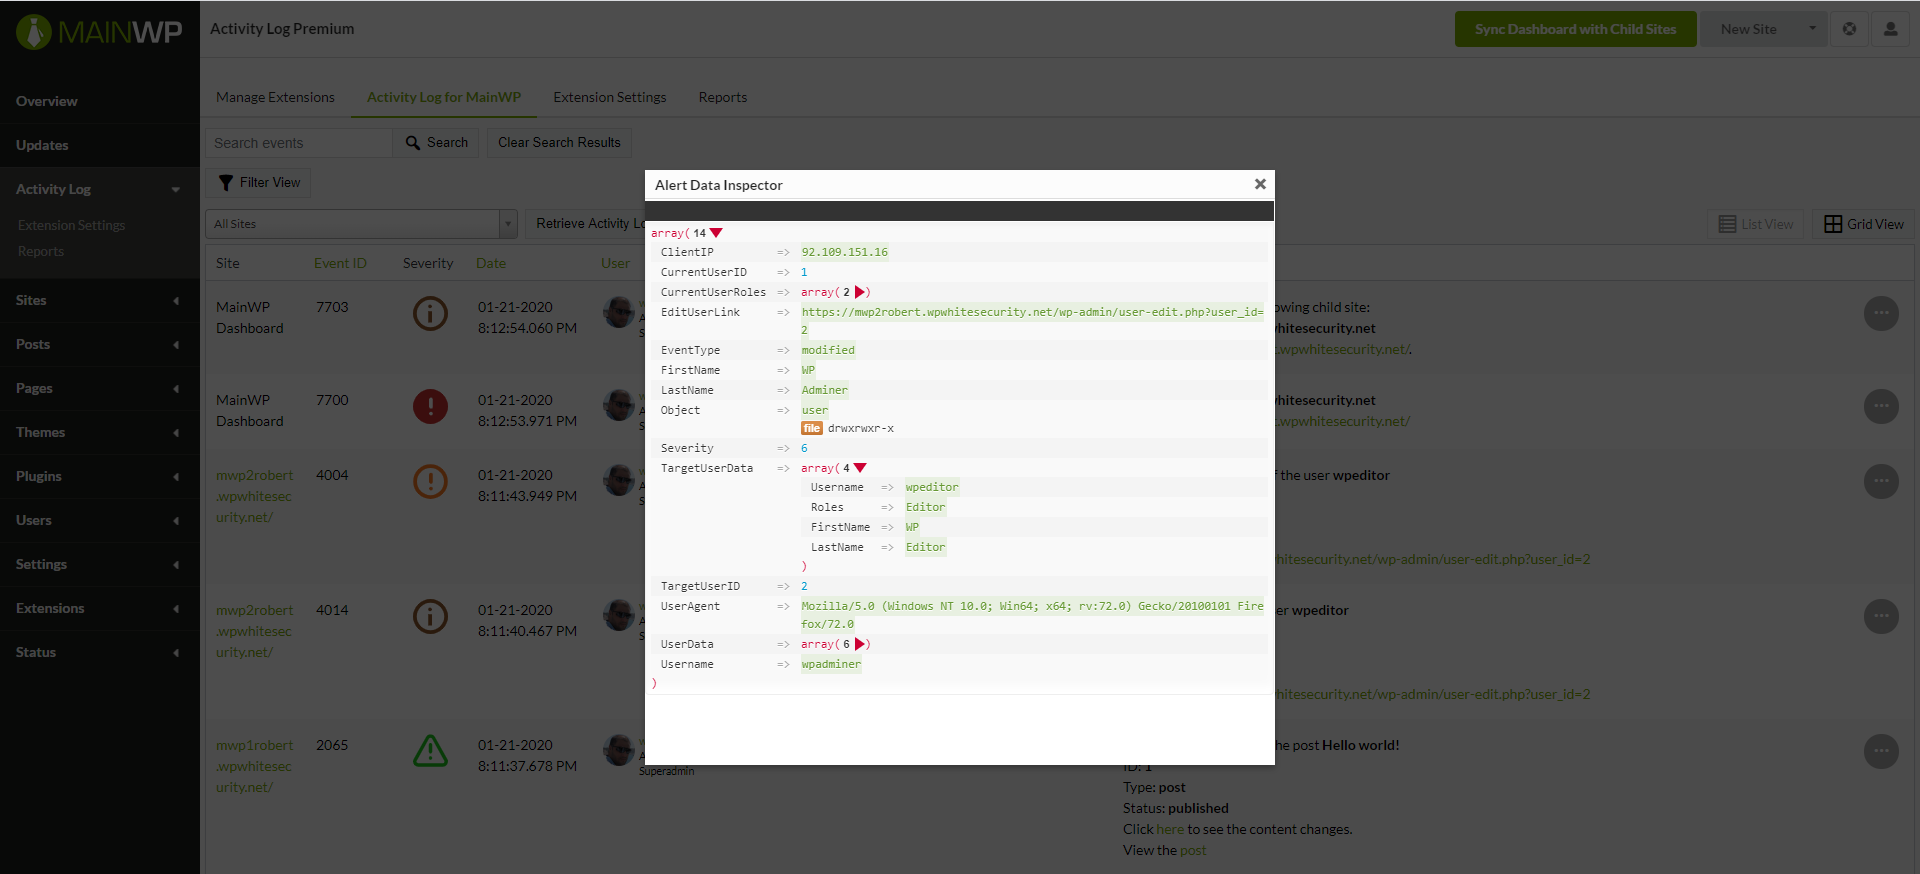 MAINWP
Activity Log Premium
Sync Dashboard with Child Sites
New Site
Overview
Updates
Activity Log
Extension Settings
Reports
Sites
Posts
Pages
Themes
Plugins
Users
Settings
Extensions
Status
Manage Extensions
Activity Log for MainWP
Extension Settings
Reports
Search events
Search
Clear Search Results
Filter View
All Sites
Retrieve Activity Lo
List View
Grid View
Site
Event ID
Severity
Date
User
MainWP
Dashboard
7703
01-21-2020
8:12:54.060 PM
owing child site:
hitesecurity.net
.wpwhitesecurity.net/.
MainWP
Dashboard
7700
01-21-2020
8:12:53.971 PM
hitesecurity.net
.wpwhitesecurity.net/
mwp2robert
.wpwhitesec
urity.net/
4004
01-21-2020
8:11:43.949 PM
f the user wpeditor
hitesecurity.net/wp-admin/user-edit.php?user_id=2
mwp2robert
.wpwhitesec
urity.net/
4014
01-21-2020
8:11:40.467 PM
er wpeditor
hitesecurity.net/wp-admin/user-edit.php?user_id=2
mwp1robert
.wpwhitesec
urity.net/
2065
01-21-2020
8:11:37.678 PM
Superadmin
he post Hello world!
ID: 1
Type: post
Status: published
Click here to see the content changes.
View the post
Alert Data Inspector
array( 14
ClientIP => 92.109.151.16
CurrentUserID => 1
CurrentUserRoles => array( 2 )
EditUserLink => https://mwp2robert.wpwhitesecurity.net/wp-admin/user-edit.php?user_id=
2
EventType => modified
FirstName => WP
LastName => Adminer
Object => user
file drwxrwxr-x
Severity => 6
TargetUserData => array( 4
Username => wpeditor
Roles => Editor
FirstName => WP
LastName => Editor
)
TargetUserID => 2
UserAgent => Mozilla/5.0 (Windows NT 10.0; Win64; x64; rv:72.0) Gecko/20100101 Fire
fox/72.0
UserData => array( 6 )
Username => wpadminer
)